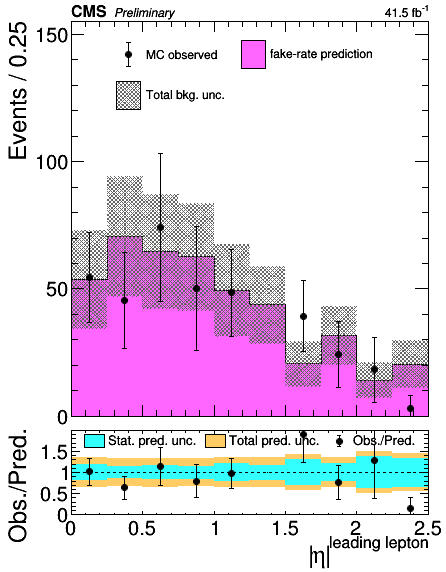 CMS Preliminary 41.5 fb⁻¹
Events / 0.25
MC observed
fake-rate prediction
Total bkg. unc.
150
100
50
0
Obs./Pred.
Stat. pred. unc.
Total pred. unc.
Obs./Pred.
1.5
1
0.5
0
0 0.5 1 1.5 2 2.5
|η|leading lepton